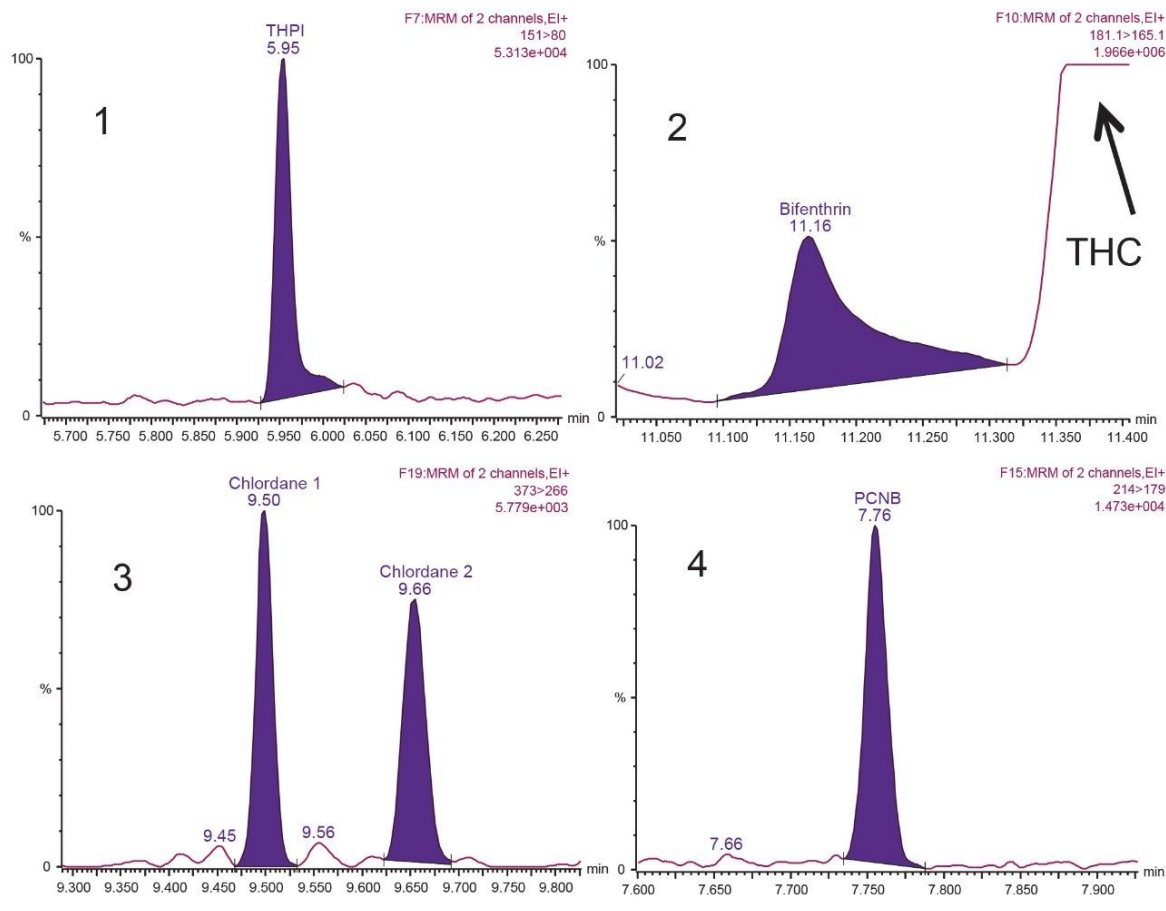 F7:MRM of 2 channels,EI+
151>80
5.313e+004
THPI
5.95
100
1
%
0
5.700 5.750 5.800 5.850 5.900 5.950 6.000 6.050 6.100 6.150 6.200 6.250 min
F10:MRM of 2 channels,EI+
181.1>165.1
1.966e+006
100
2
Bifenthrin
11.16
THC
%
11.02
0
11.050 11.100 11.150 11.200 11.250 11.300 11.350 11.400 min
F19:MRM of 2 channels,EI+
373>266
5.779e+003
Chlordane 1
9.50
100
3
Chlordane 2
9.66
%
9.45
9.56
0
9.300 9.350 9.400 9.450 9.500 9.550 9.600 9.650 9.700 9.750 9.800 min
F15:MRM of 2 channels,EI+
214>179
1.473e+004
PCNB
7.76
100
4
%
7.66
0
7.600 7.650 7.700 7.750 7.800 7.850 7.900 min